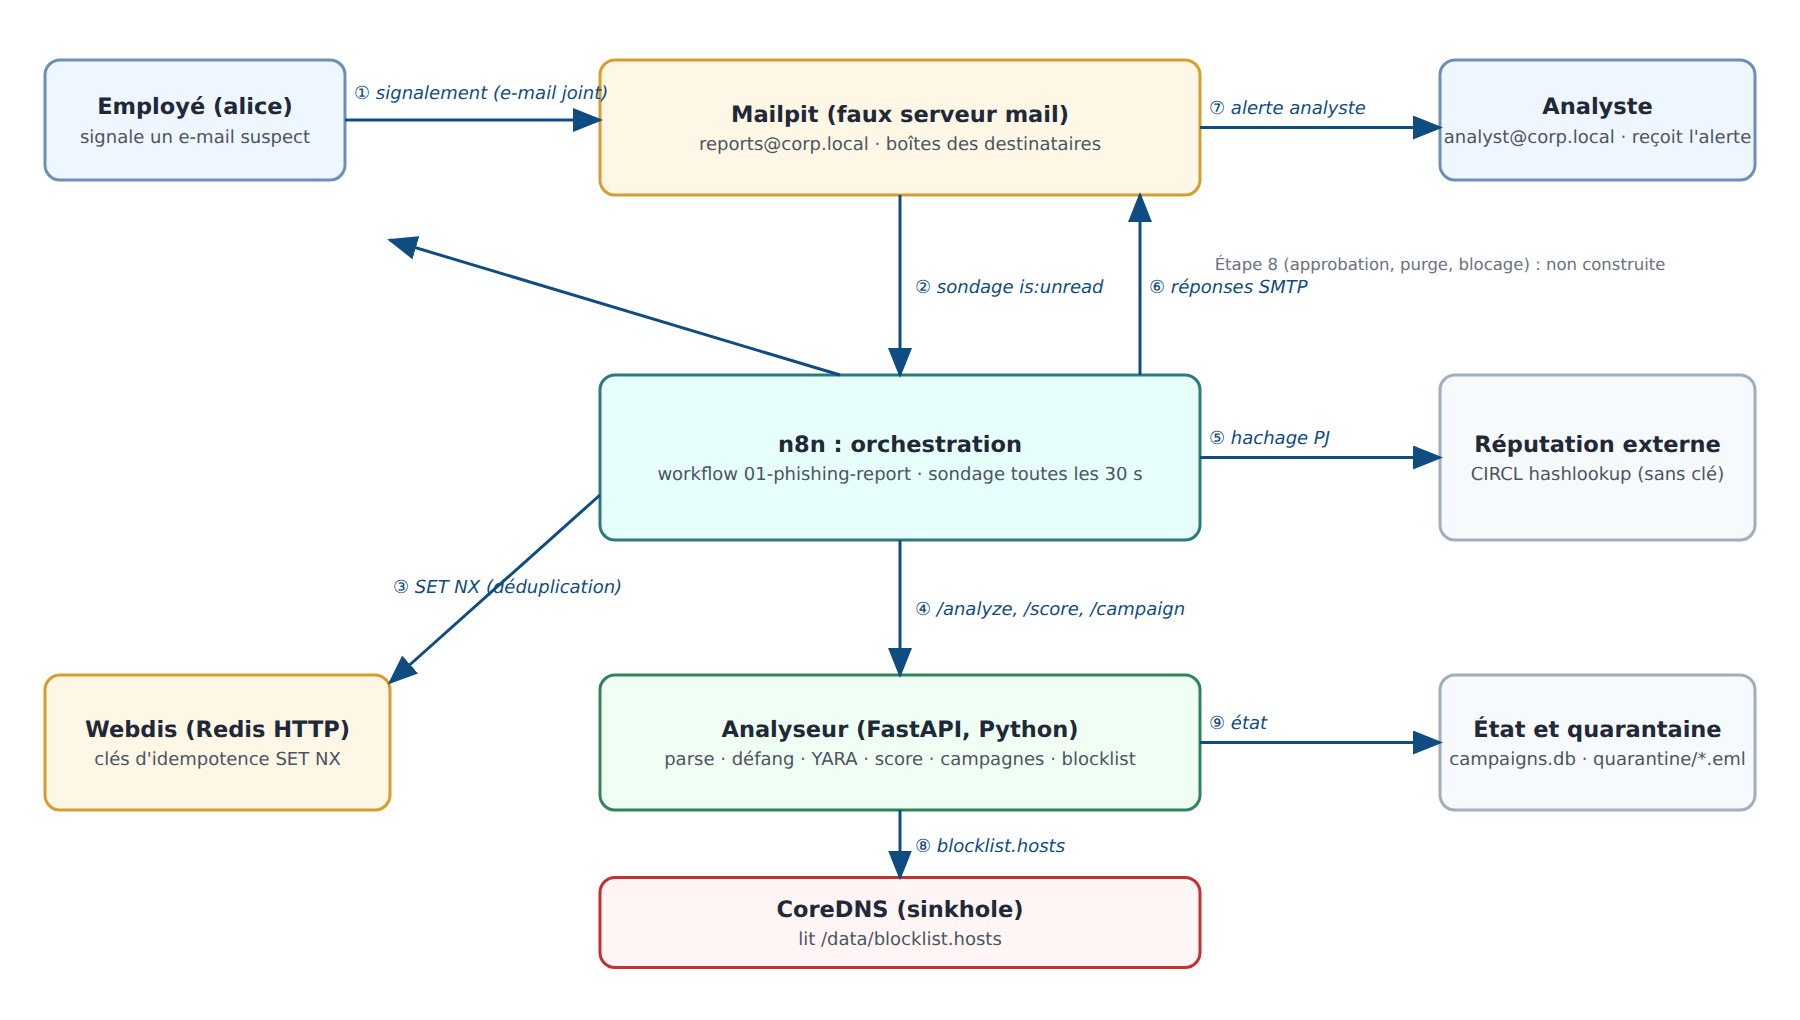 Employé (alice)
signale un e-mail suspect
① signalement (e-mail joint)
Mailpit (faux serveur mail)
reports@corp.local · boîtes des destinataires
⑦ alerte analyste
Analyste
analyst@corp.local · reçoit l'alerte
② sondage is:unread
Étape 8 (approbation, purge, blocage) : non construite
⑥ réponses SMTP
n8n : orchestration
workflow 01-phishing-report · sondage toutes les 30 s
⑤ hachage PJ
Réputation externe
CIRCL hashlookup (sans clé)
③ SET NX (déduplication)
④ /analyze, /score, /campaign
Webdis (Redis HTTP)
clés d'idempotence SET NX
Analyseur (FastAPI, Python)
parse · défang · YARA · score · campagnes · blocklist
⑨ état
État et quarantaine
campaigns.db · quarantine/*.eml
⑧ blocklist.hosts
CoreDNS (sinkhole)
lit /data/blocklist.hosts